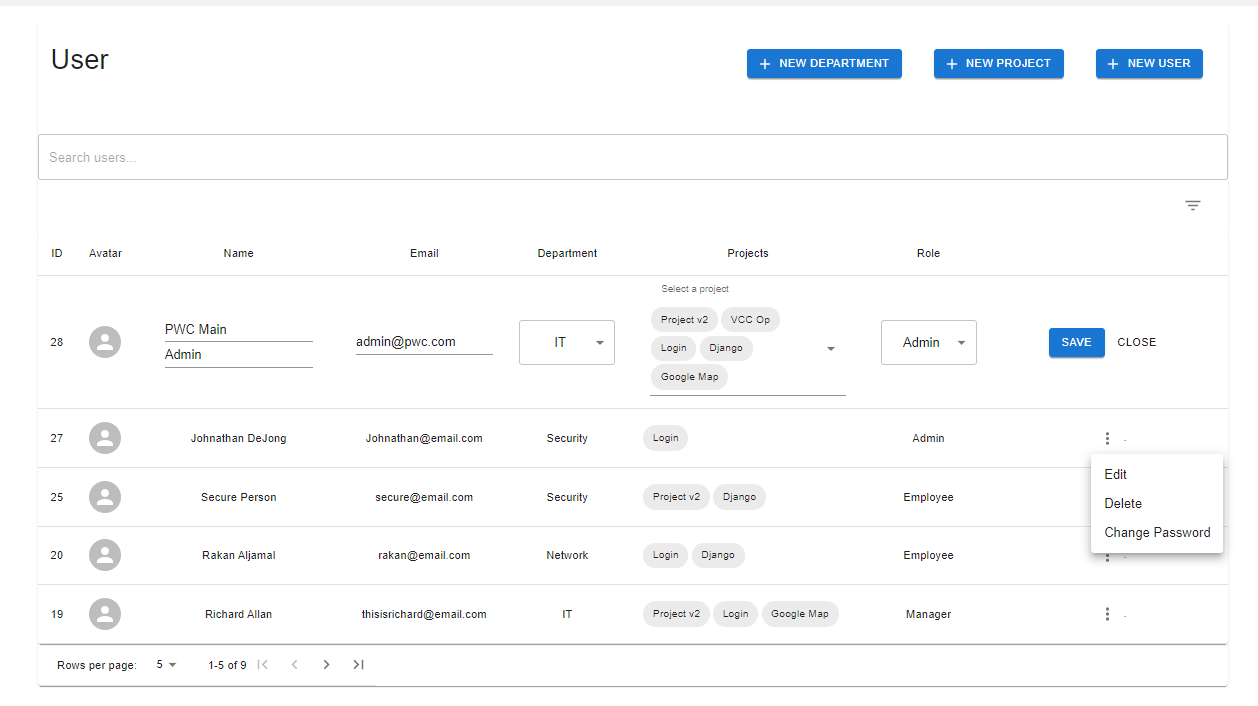 User
NEW DEPARTMENT
NEW PROJECT
NEW USER
Search users...
ID Avatar Name Email Department Projects Role
Select a project
28 PWC Main Admin admin@pwc.com IT Project v2 VCC Op Login Django Google Map Admin SAVE CLOSE
27 Johnathan DeJong Johnathan@email.com Security Login Admin
Edit
Delete
Change Password
25 Secure Person secure@email.com Security Project v2 Django Employee
20 Rakan Aljamal rakan@email.com Network Login Django Employee
19 Richard Allan thisisrichard@email.com IT Project v2 Login Google Map Manager
Rows per page: 5 1-5 of 9